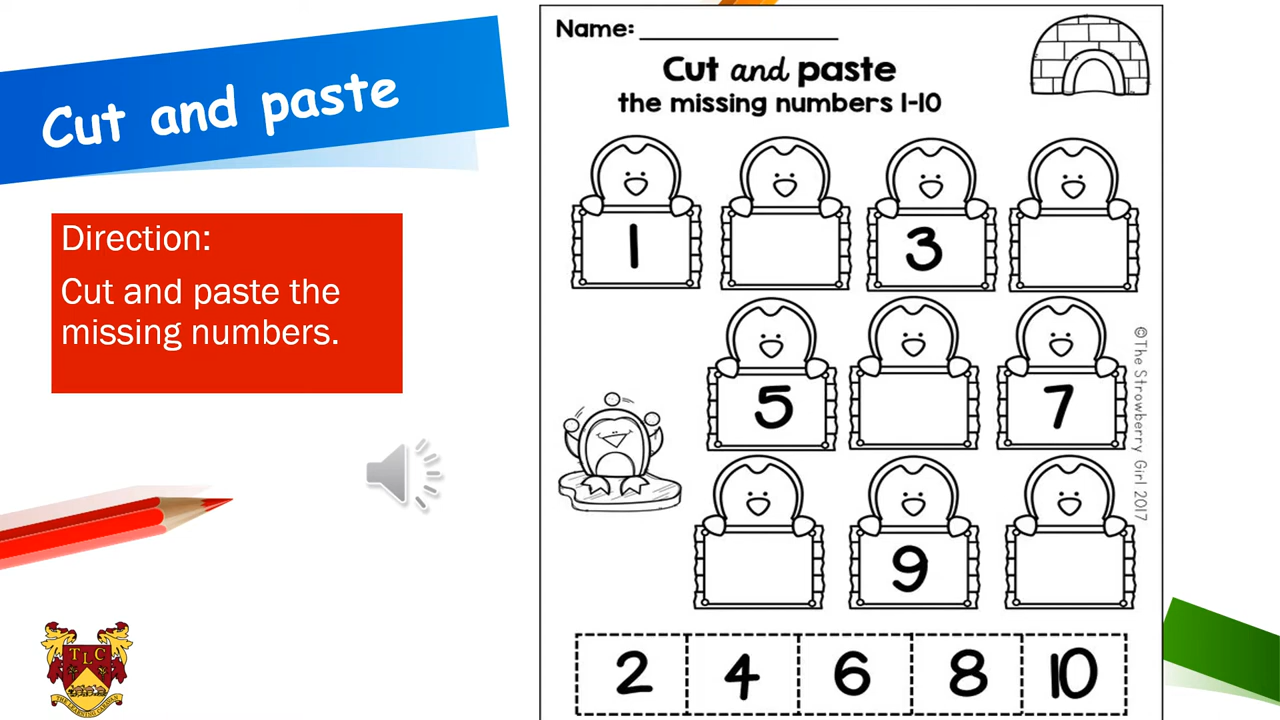 Cut and paste
Direction:
Cut and paste the
missing numbers.
Name:
Cut and paste
the missing numbers 1-10
1
3
5
7
9
2 4 6 8 10
©The Strawberry Girl 2017
TLC